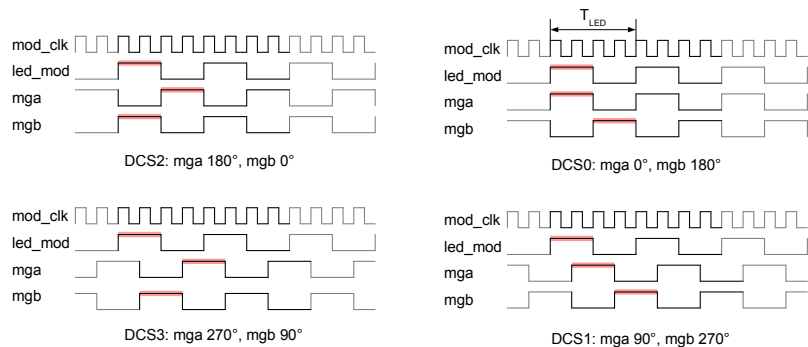 mod_clk
led_mod
mga
mgb
DCS2: mga 180°, mgb 0°
T_LED
mod_clk
led_mod
mga
mgb
DCS0: mga 0°, mgb 180°
mod_clk
led_mod
mga
mgb
DCS3: mga 270°, mgb 90°
mod_clk
led_mod
mga
mgb
DCS1: mga 90°, mgb 270°